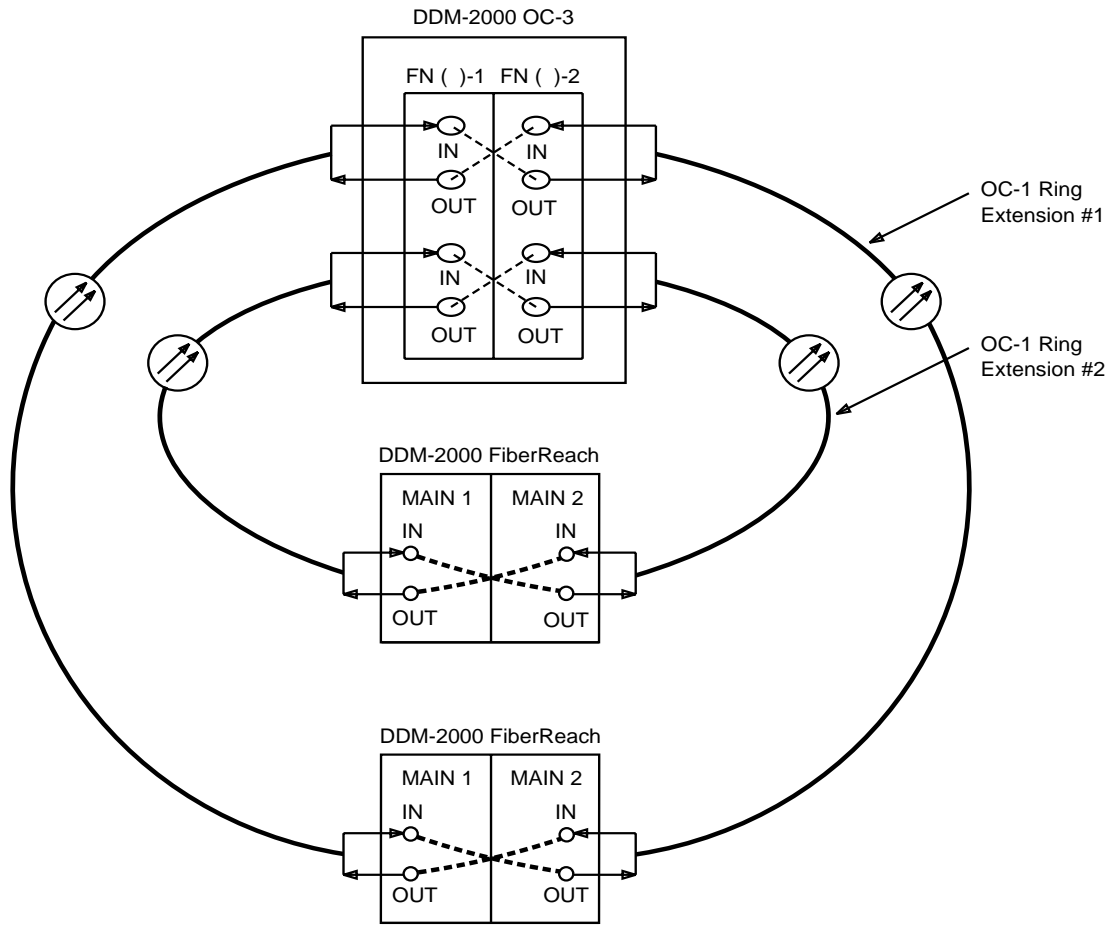 DDM-2000 OC-3
FN ( )-1 FN ( )-2
IN IN
OUT OUT
OC-1 Ring
Extension #1
IN IN
OUT OUT
OC-1 Ring
Extension #2
DDM-2000 FiberReach
MAIN 1 MAIN 2
IN IN
OUT OUT
DDM-2000 FiberReach
MAIN 1 MAIN 2
IN IN
OUT OUT